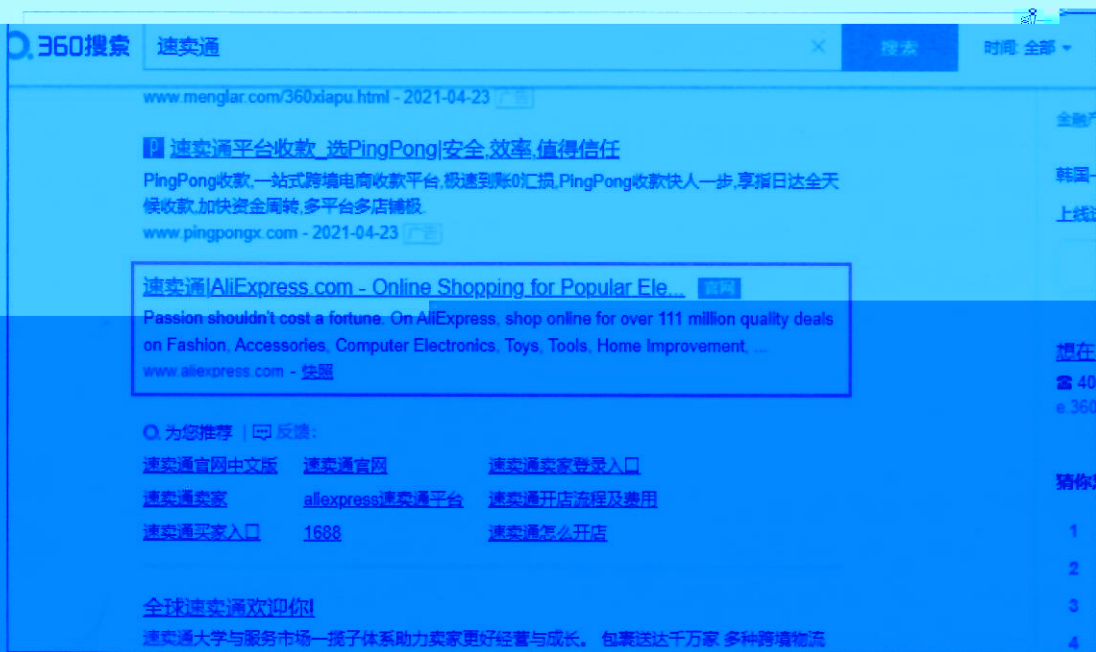 360搜索
速卖通
×
搜索
时间: 全部
www.menglar.com/360xiapu.html - 2021-04-23 广告
速卖通平台收款_选PingPong|安全,效率,值得信任
PingPong收款,一站式跨境电商收款平台,极速到账0汇损,PingPong收款快人一步,享指日达全天
候收款,加快资金周转,多平台多店铺极.
www.pingpongx.com - 2021-04-23 广告
速卖通|AliExpress.com - Online Shopping for Popular Ele... 官网
Passion shouldn't cost a fortune. On AliExpress, shop online for over 111 million quality deals
on Fashion, Accessories, Computer Electronics, Toys, Tools, Home Improvement, ...
www.aliexpress.com - 快照
为您推荐 | 反馈:
速卖通官网中文版 速卖通官网 速卖通卖家登录入口
速卖通卖家 aliexpress速卖通平台 速卖通开店流程及费用
速卖通买家入口 1688 速卖通怎么开店
全球速卖通欢迎你!
速卖通大学与服务市场一揽子体系助力卖家更好经营与成长。 包裹送达千万家 多种跨境物流
金融
韩国
上线
想在
40
e.360
猜你
1
2
3
4